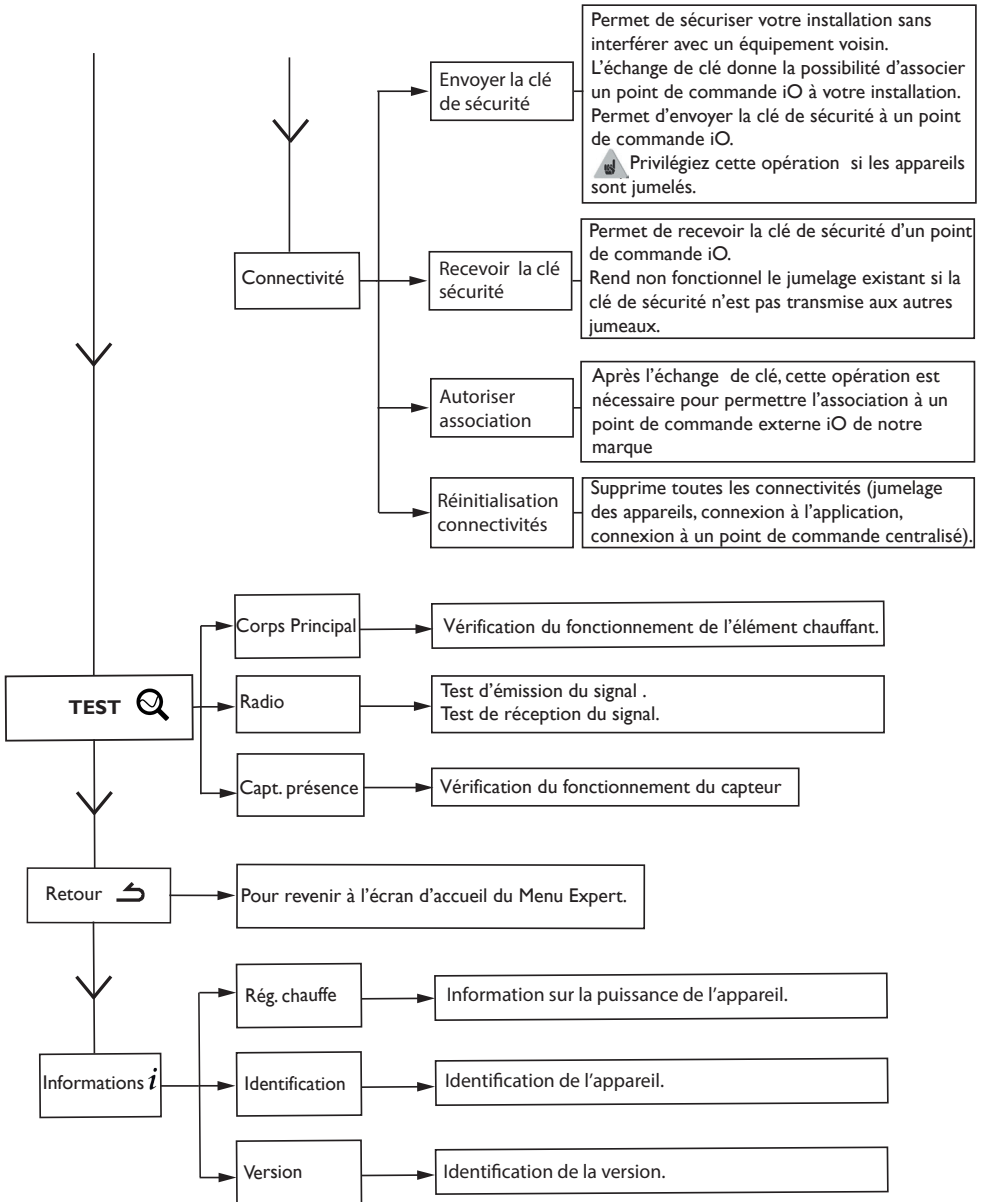 Envoyer la clé
de sécurité
Permet de sécuriser votre installation sans
interférer avec un équipement voisin.
L'échange de clé donne la possibilité d'associer
un point de commande iO à votre installation.
Permet d'envoyer la clé de sécurité à un point
de commande iO.
Privilégiez cette opération si les appareils
sont jumelés.
Connectivité
Recevoir la clé
sécurité
Permet de recevoir la clé de sécurité d'un point
de commande iO.
Rend non fonctionnel le jumelage existant si la
clé de sécurité n'est pas transmise aux autres
jumeaux.
Autoriser
association
Après l'échange de clé, cette opération est
nécessaire pour permettre l'association à un
point de commande externe iO de notre
marque
Réinitialisation
connectivités
Supprime toutes les connectivités (jumelage
des appareils, connexion à l'application,
connexion à un point de commande centralisé).
TEST
Corps Principal
Vérification du fonctionnement de l'élément chauffant.
Radio
Test d'émission du signal .
Test de réception du signal.
Capt. présence
Vérification du fonctionnement du capteur
Retour
Pour revenir à l'écran d'accueil du Menu Expert.
Informations i
Rég. chauffe
Information sur la puissance de l'appareil.
Identification
Identification de l'appareil.
Version
Identification de la version.